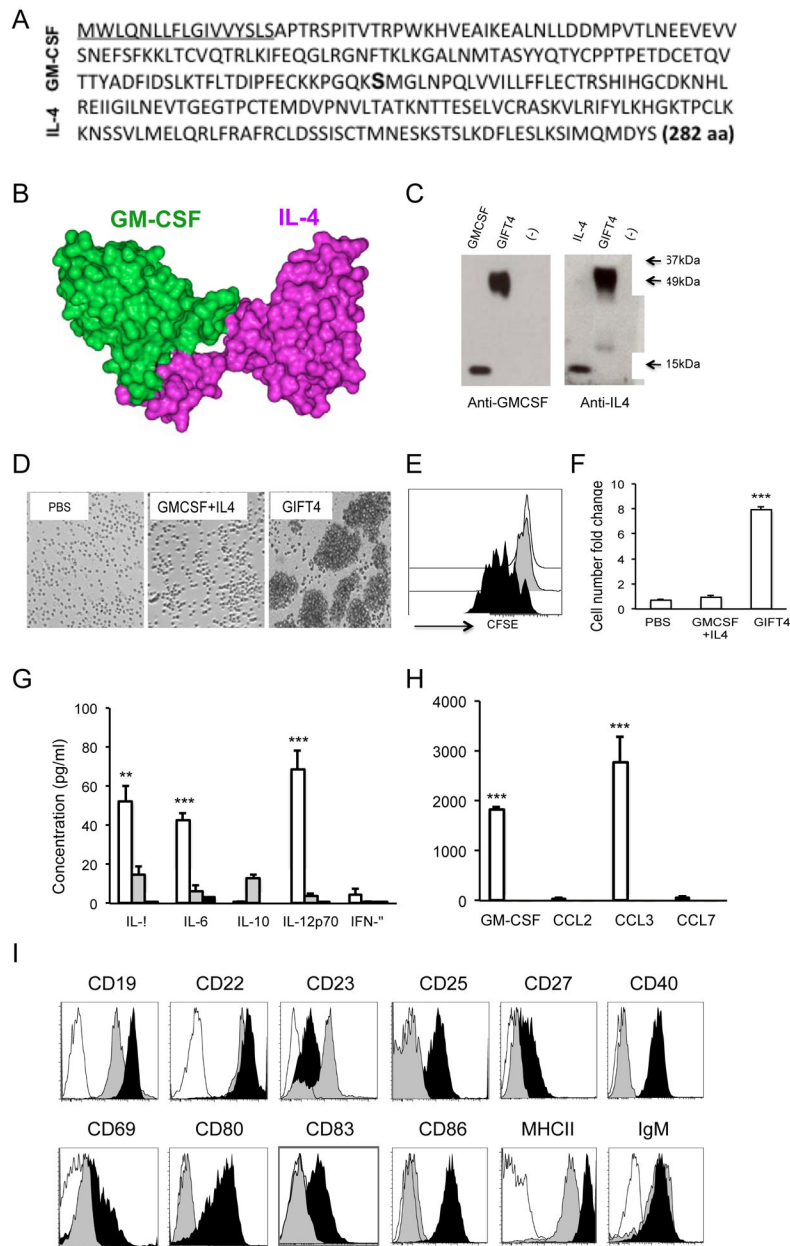 A
GM-CSF
IL-4
MWLQNLLFLGIVVYSLSAPTRSPITVTRPWKHVEAIKEALNLLDDMPVTLNEEVEVV
SNEFSFKKLTCVQTRLKIFEQGLRGNFTKLKGALNMTASYYQTYCPPTPETDCETQV
TTYADFIDSLKTFLTDIPFECKKPGQKSMGLNPQLVVILLFFLECTRSHIHGCDKNHL
REIIGILNEVTGEGTPCTEMDVPNVLTATKNTTESELVCRASKVLRIFYLKHGKTPCLK
KNSSVLMELQRLFRAFRCLDSSISCTMNESKSTSLKDFLESLKSIMQMDYS (282 aa)
B
GM-CSF IL-4
C
GMCSF GIFT4 (-) IL-4 GIFT4 (-)
67kDa
49kDa
15kDa
Anti-GMCSF Anti-IL4
D
PBS GMCSF+IL4 GIFT4
E
CFSE
F
Cell number fold change
10
8
6
4
2
0
***
PBS GMCSF +IL4 GIFT4
G
Concentration (pg/ml)
100
80
60
40
20
0
** *** ***
IL-! IL-6 IL-10 IL-12p70 IFN-"
H
4000
3000
2000
1000
0
*** ***
GM-CSF CCL2 CCL3 CCL7
I
CD19 CD22 CD23 CD25 CD27 CD40
CD69 CD80 CD83 CD86 MHCII IgM